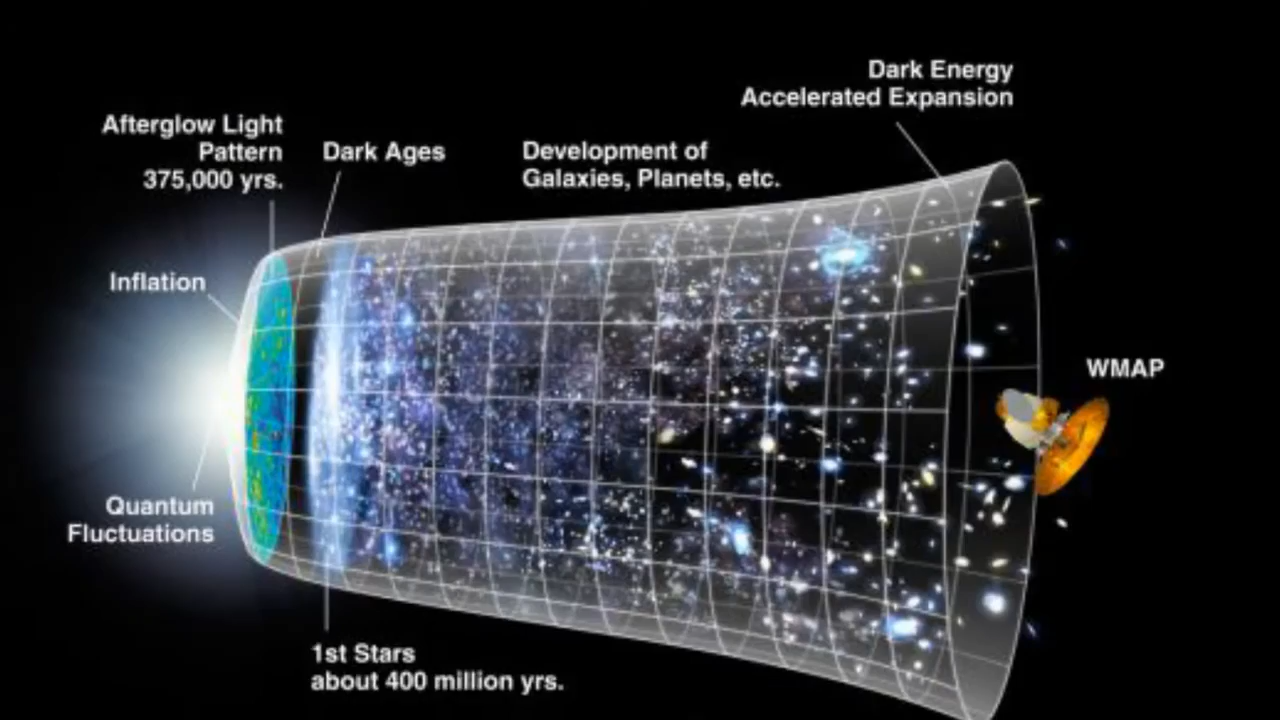 Dark Energy
Accelerated Expansion
Afterglow Light
Pattern
375,000 yrs.
Dark Ages
Development of
Galaxies, Planets, etc.
Inflation
WMAP
Quantum
Fluctuations
1st Stars
about 400 million yrs.